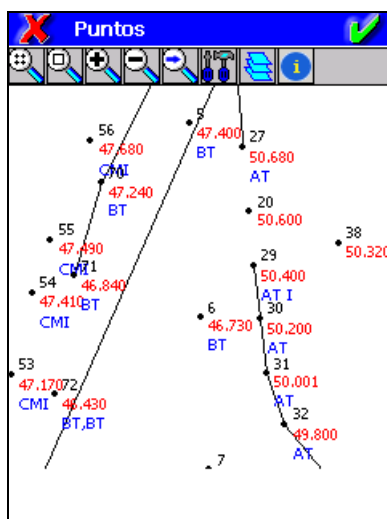 Puntos
56
47.680
CMI
5
47.400
BT
27
50.680
AT
70
47.240
BT
20
50.600
55
47.490
CMI
38
50.320
71
46.840
BT
29
50.400
AT I
54
47.410
CMI
6
46.730
BT
30
50.200
AT
53
47.170
CMI
72
46.430
BT,BT
31
50.001
AT
32
49.800
AT
7